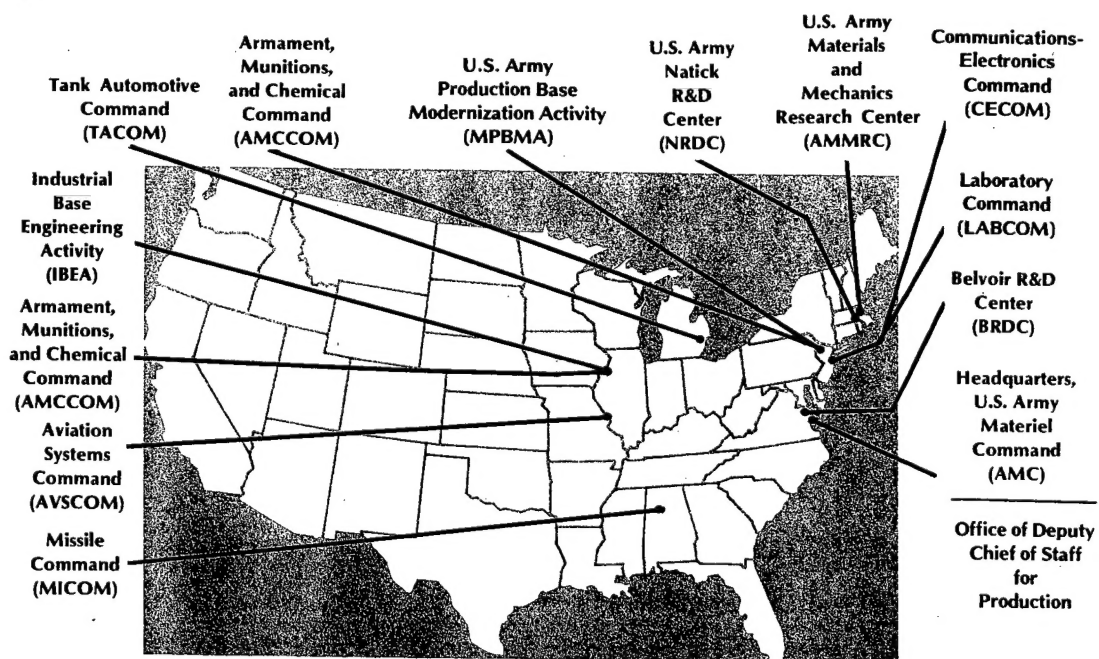 Tank Automotive
Command
(TACOM)
Armament,
Munitions,
and Chemical
Command
(AMCCOM)
U.S. Army
Production Base
Modernization Activity
(MPBMA)
U.S. Army
Natick
R&D
Center
(NRDC)
U.S. Army
Materials
and
Mechanics
Research Center
(AMMRC)
Communications-
Electronics
Command
(CECOM)
Industrial
Base
Engineering
Activity
(IBEA)
Armament,
Munitions,
and Chemical
Command
(AMCCOM)
Aviation
Systems
Command
(AVSCOM)
Missile
Command
(MICOM)
Laboratory
Command
(LABCOM)
Belvoir R&D
Center
(BRDC)
Headquarters,
U.S. Army
Materiel
Command
(AMC)
Office of Deputy
Chief of Staff
for
Production